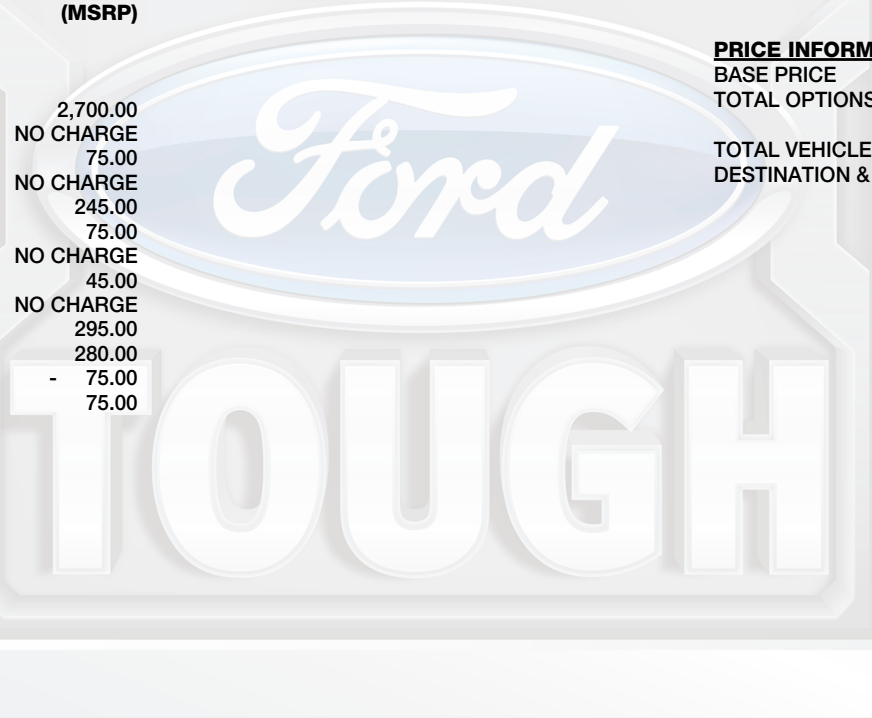 (MSRP)
2,700.00
NO CHARGE
75.00
NO CHARGE
245.00
75.00
NO CHARGE
45.00
NO CHARGE
295.00
280.00
- 75.00
75.00
PRICE INFORM
BASE PRICE
TOTAL OPTIONS
TOTAL VEHICLE
DESTINATION &
Ford
TOUGH